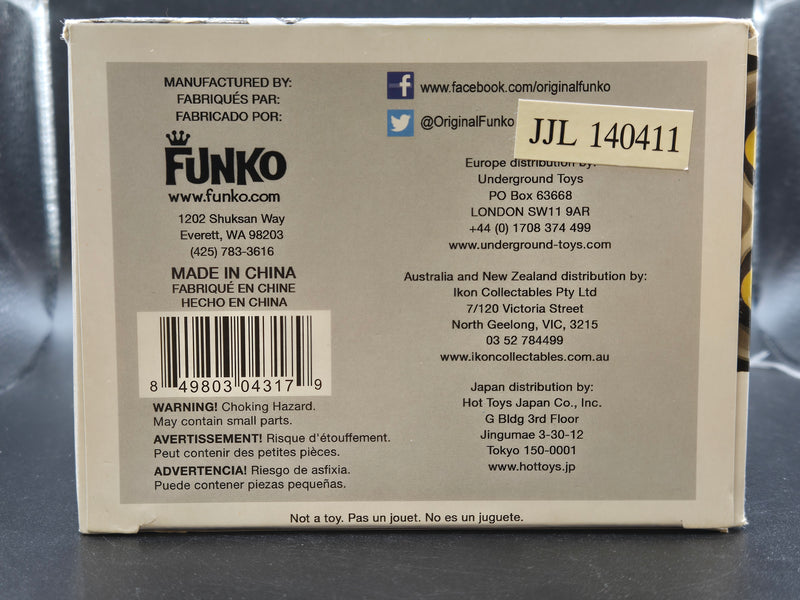 MANUFACTURED BY:
FABRIQUÉS PAR:
FABRICADO POR:
FUNKO
www.funko.com
1202 Shuksan Way
Everett, WA 98203
(425) 783-3616
MADE IN CHINA
FABRIQUÉ EN CHINE
HECHO EN CHINA
8 49803 04317 9
WARNING! Choking Hazard.
May contain small parts.
AVERTISSEMENT! Risque d'étouffement.
Peut contenir des petites pièces.
ADVERTENCIA! Riesgo de asfixia.
Puede contener piezas pequeñas.
f www.facebook.com/originalfunko
@OriginalFunko
JJL 140411
Europe distribution by:
Underground Toys
PO Box 63668
LONDON SW11 9AR
+44 (0) 1708 374 499
www.underground-toys.com
Australia and New Zealand distribution by:
Ikon Collectables Pty Ltd
7/120 Victoria Street
North Geelong, VIC, 3215
03 52 784499
www.ikoncollectables.com.au
Japan distribution by:
Hot Toys Japan Co., Inc.
G Bldg 3rd Floor
Jingumae 3-30-12
Tokyo 150-0001
www.hottoys.jp
Not a toy. Pas un jouet. No es un juguete.